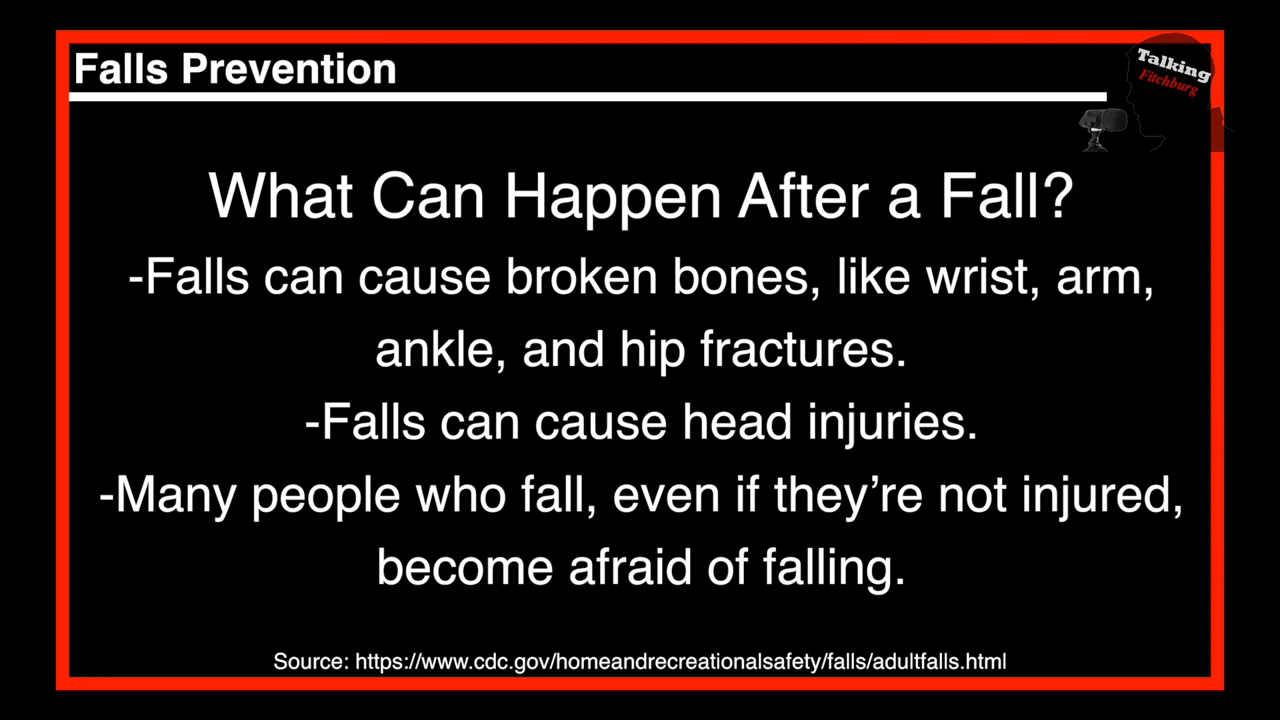 Falls Prevention
Talking
Fitchburg
What Can Happen After a Fall?
-Falls can cause broken bones, like wrist, arm,
ankle, and hip fractures.
-Falls can cause head injuries.
-Many people who fall, even if they’re not injured,
become afraid of falling.
Source: https://www.cdc.gov/homeandrecreationalsafety/falls/adultfalls.html